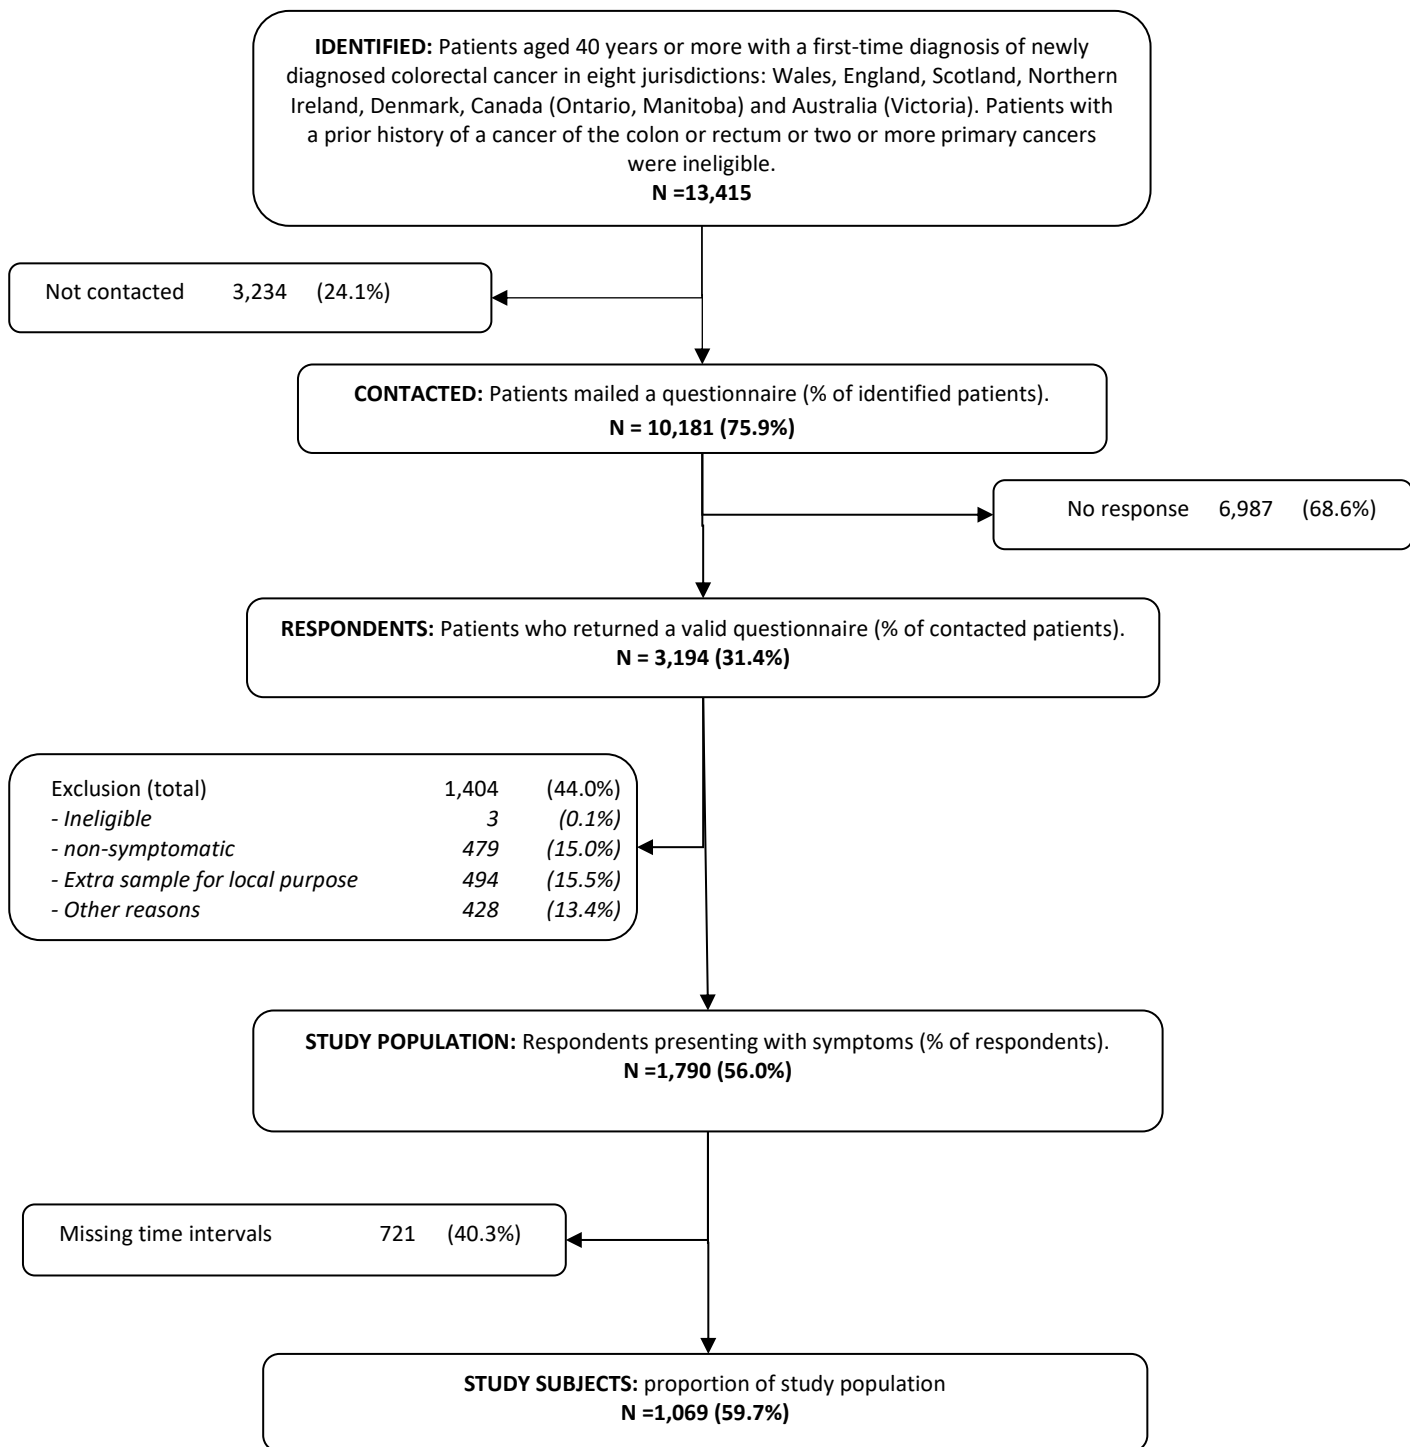 IDENTIFIED: Patients aged 40 years or more with a first-time diagnosis of newly
diagnosed colorectal cancer in eight jurisdictions: Wales, England, Scotland, Northern
Ireland, Denmark, Canada (Ontario, Manitoba) and Australia (Victoria). Patients with
a prior history of a cancer of the colon or rectum or two or more primary cancers
were ineligible.
N =13,415
Not contacted 3,234 (24.1%)
CONTACTED: Patients mailed a questionnaire (% of identified patients).
N = 10,181 (75.9%)
No response 6,987 (68.6%)
RESPONDENTS: Patients who returned a valid questionnaire (% of contacted patients).
N = 3,194 (31.4%)
Exclusion (total) 1,404 (44.0%)
- Ineligible 3 (0.1%)
- non-symptomatic 479 (15.0%)
- Extra sample for local purpose 494 (15.5%)
- Other reasons 428 (13.4%)
STUDY POPULATION: Respondents presenting with symptoms (% of respondents).
N =1,790 (56.0%)
Missing time intervals 721 (40.3%)
STUDY SUBJECTS: proportion of study population
N =1,069 (59.7%)